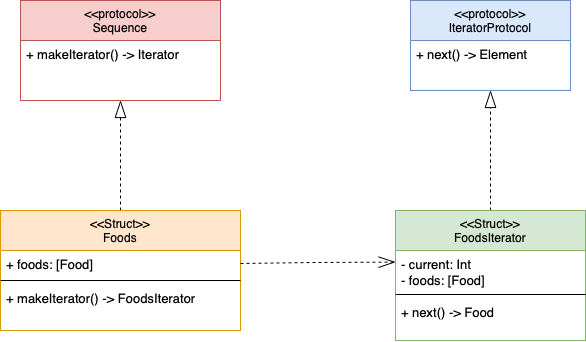 <<protocol>>
Sequence
+ makeIterator() -> Iterator
<<protocol>>
IteratorProtocol
+ next() -> Element
<<Struct>>
Foods
+ foods: [Food]
+ makeIterator() -> FoodsIterator
<<Struct>>
FoodsIterator
- current: Int
- foods: [Food]
+ next() -> Food